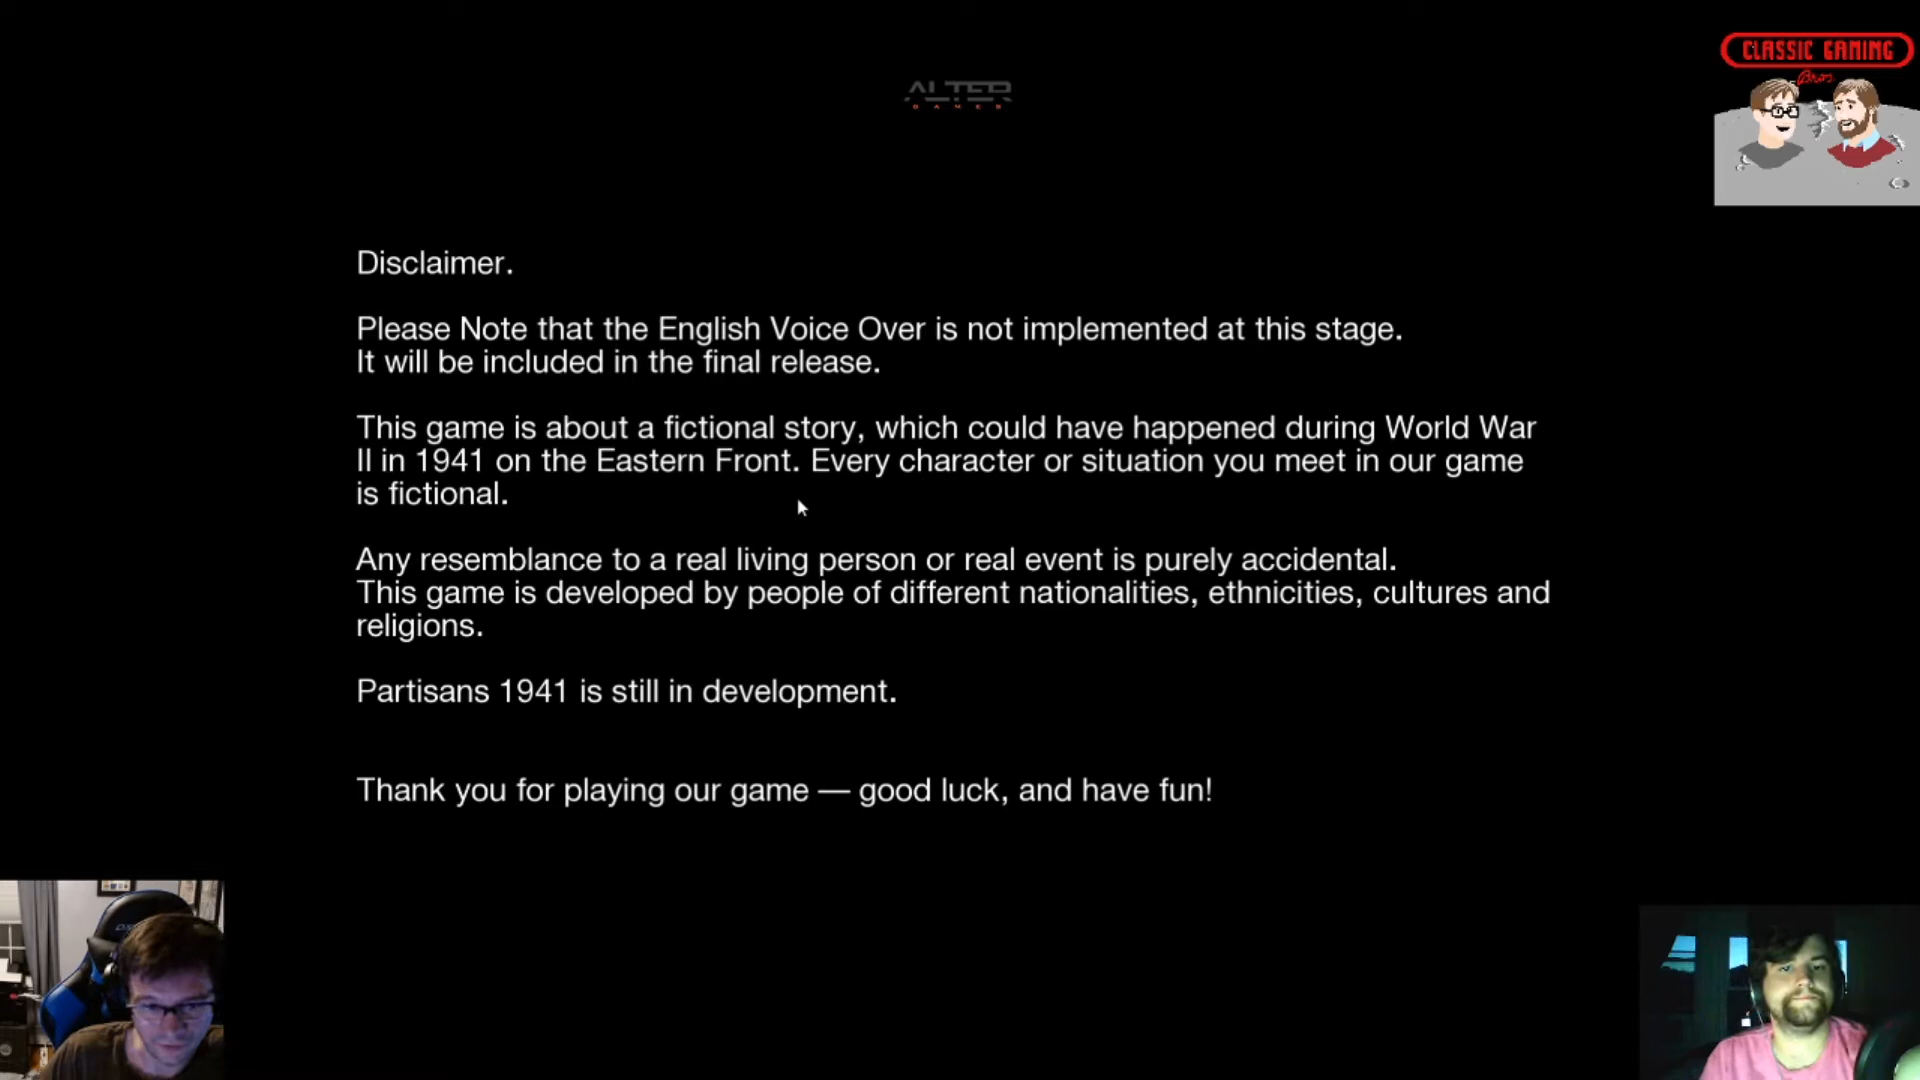 CLASSIC GAMING
Bros
ALTER
GAMES
Disclaimer.
Please Note that the English Voice Over is not implemented at this stage.
It will be included in the final release.
This game is about a fictional story, which could have happened during World War
II in 1941 on the Eastern Front. Every character or situation you meet in our game
is fictional.
Any resemblance to a real living person or real event is purely accidental.
This game is developed by people of different nationalities, ethnicities, cultures and
religions.
Partisans 1941 is still in development.
Thank you for playing our game — good luck, and have fun!